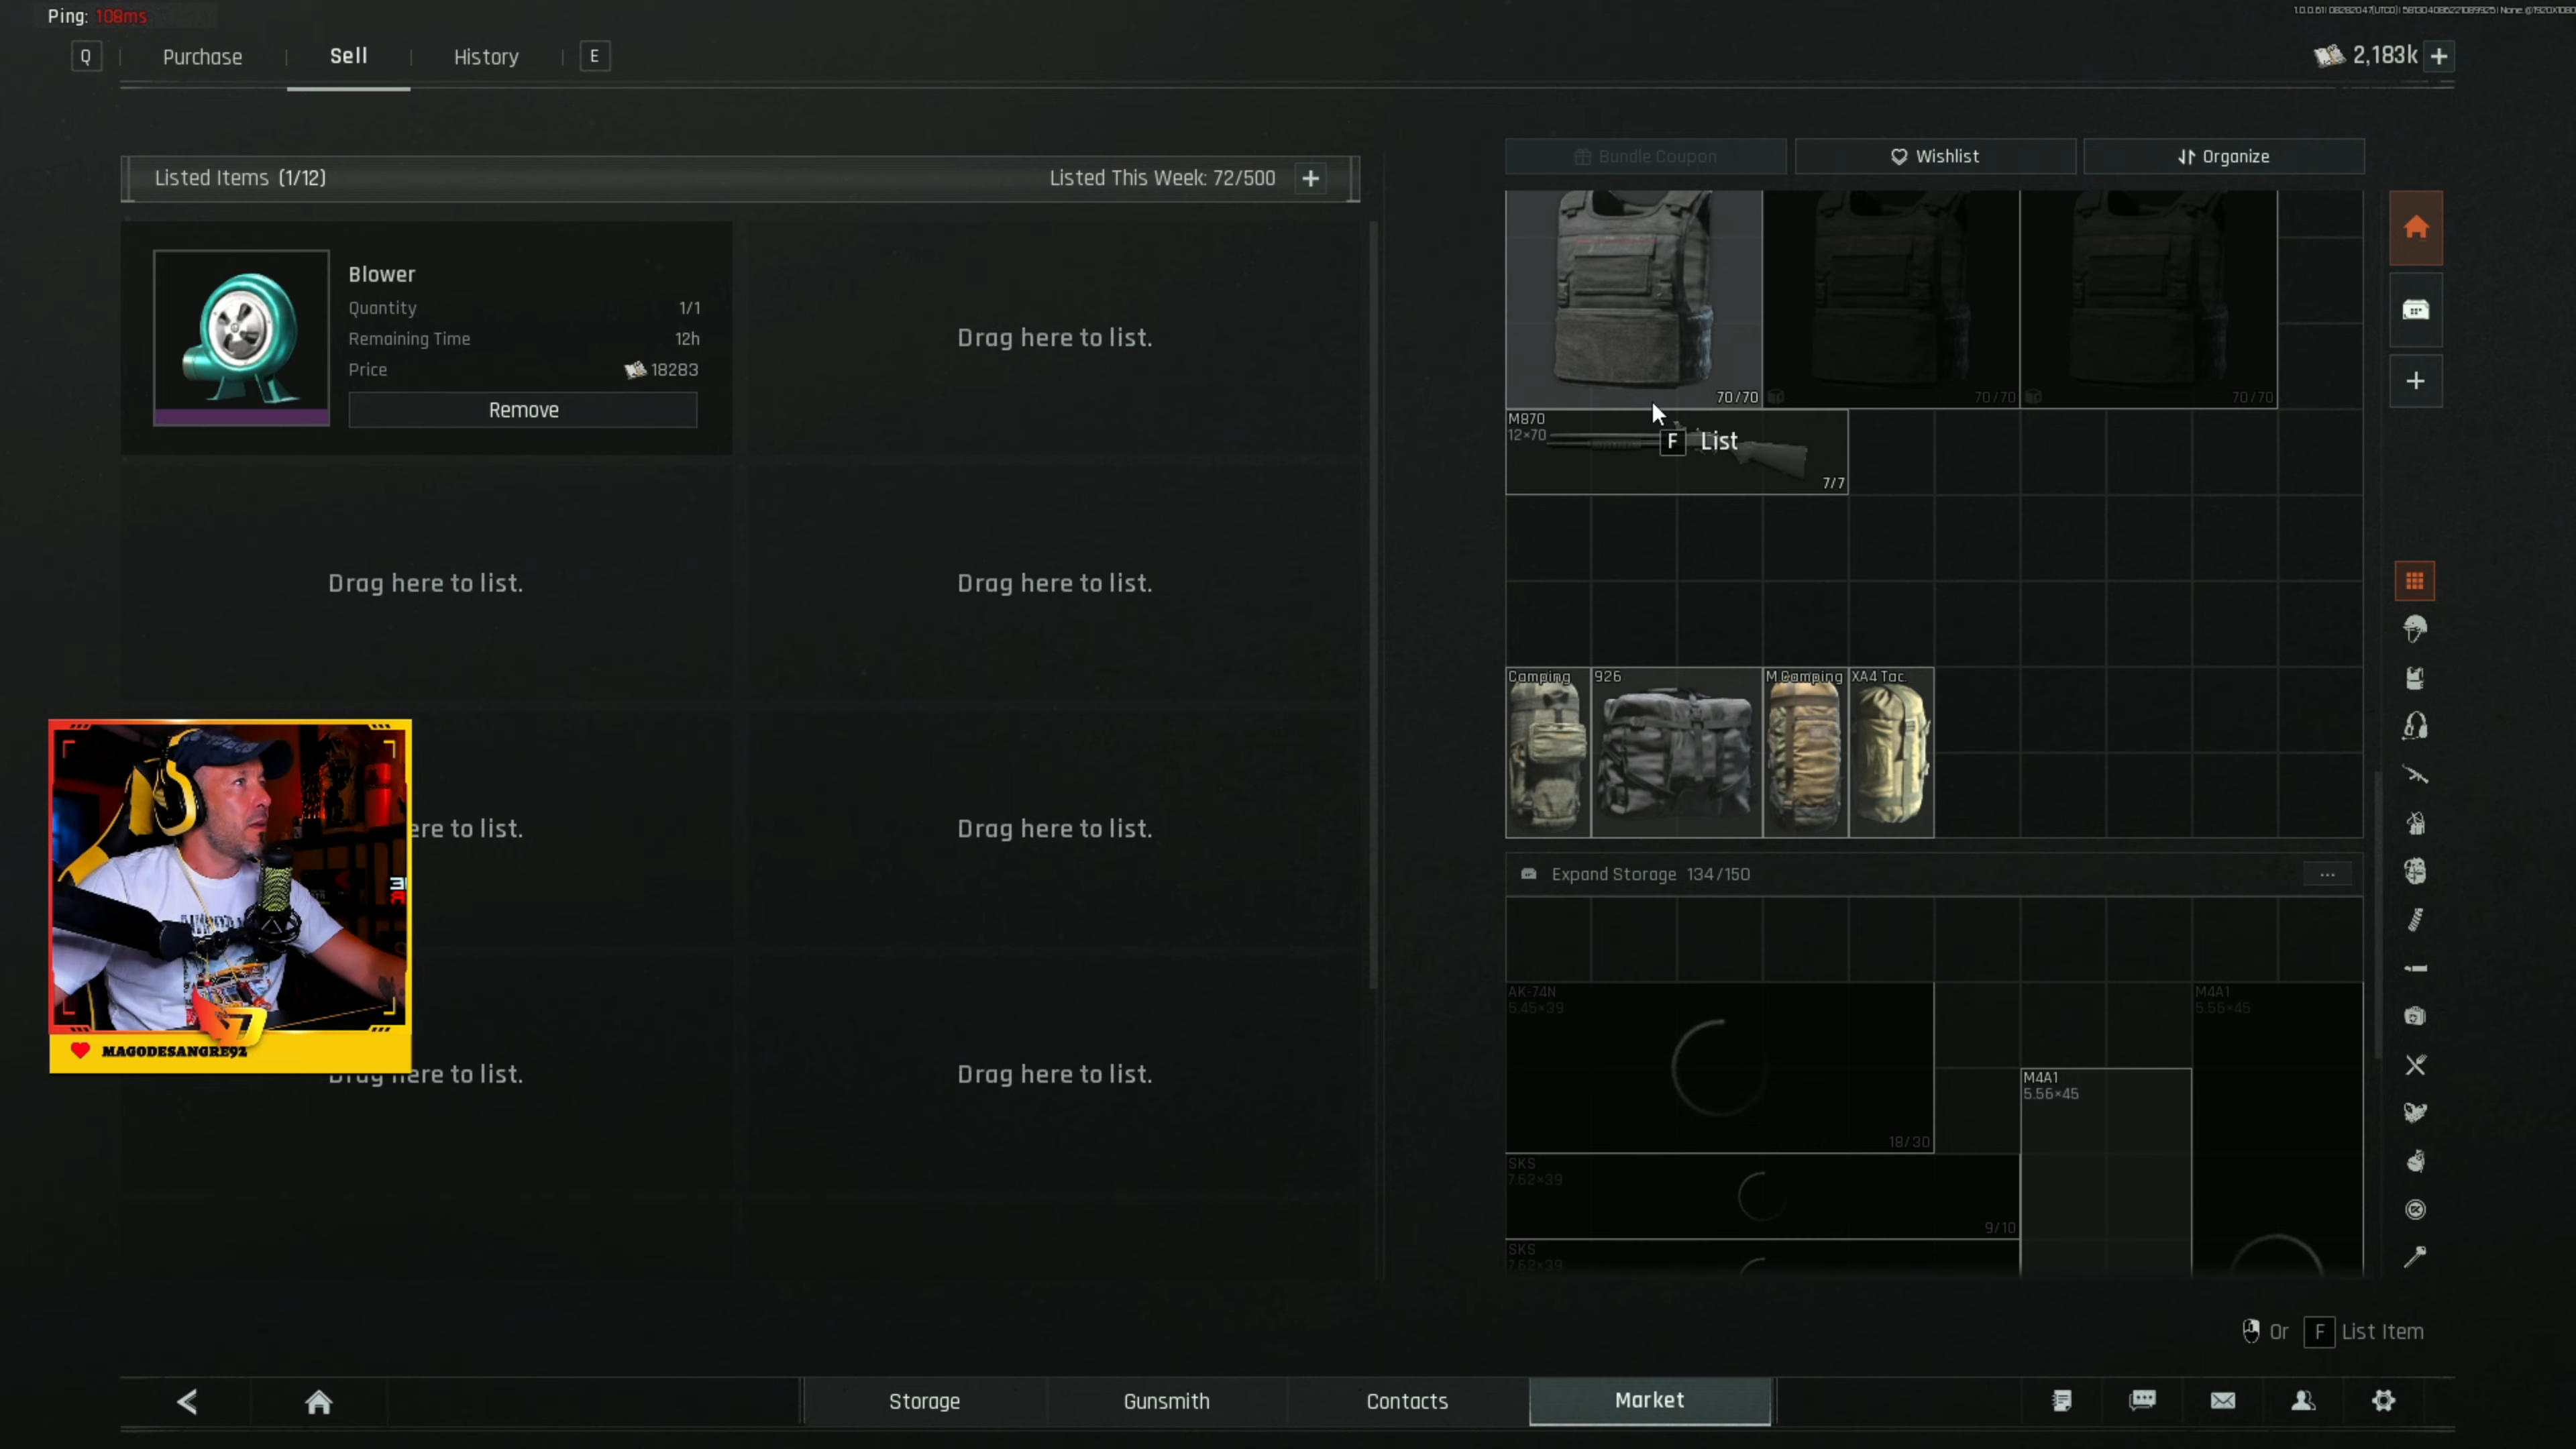 Ping: 108ms
Q Purchase Sell History E
2,183k +
Listed Items (1/12) Listed This Week: 72/500 +
Bundle Coupon Wishlist Organize
Blower
Quantity 1/1
Remaining Time 12h
Price 18283
Remove
Drag here to list.
Drag here to list.
Drag here to list.
ere to list.
Drag here to list.
ere to list.
Drag here to list.
70/70 70/70 70/70
M870
12×70
F List
7/7
Camping 926 M.Camping XA4 Tac.
Expand Storage 134/150 ...
AK-74N
5.45×39
18/30
M4A1
5.56×45
M4A1
5.56×45
SKS
7.62×39
9/10
SKS
7.62×39
MAGODESANGRE92
Or F List Item
Storage Gunsmith Contacts Market